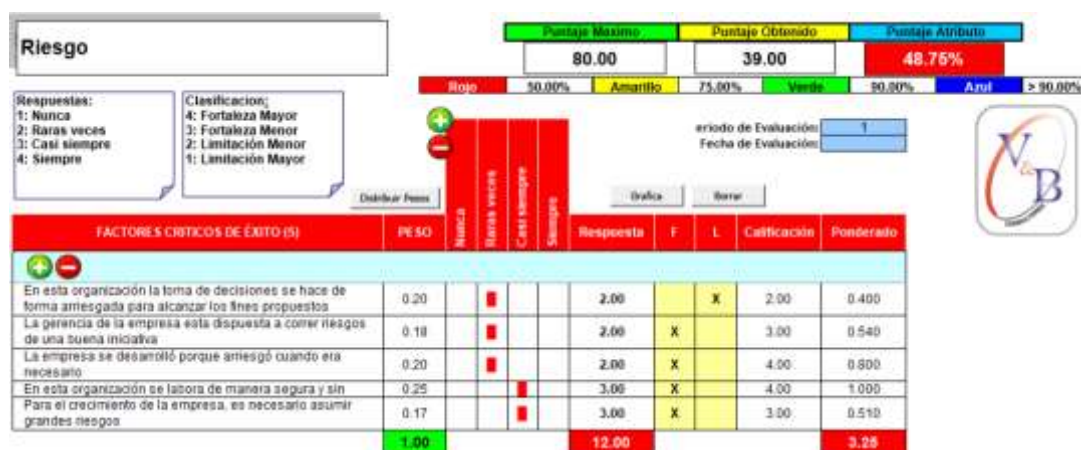 Riesgo
Puntaje Maximo
Puntaje Obtenido
Puntaje Atributo
80.00
39.00
48.75%
Rojo
50.00%
Amarillo
75.00%
Verde
90.00%
Azul
> 90.00%
Respuestas:
1: Nunca
2: Raras veces
3: Casi siempre
4: Siempre
Clasificacion:
4: Fortaleza Mayor
3: Fortaleza Menor
2: Limitación Menor
1: Limitación Mayor
eriodo de Evaluación:
1
Fecha de Evaluación:
V&B
Distribuir Pesos
Grafica
Borrar
FACTORES CRITICOS DE ÉXITO (5)
PESO
Nunca
Raras veces
Casi siempre
Siempre
Respuesta
F
L
Calificación
Ponderado
En esta organización la toma de decisiones se hace de
forma arriesgada para alcanzar los fines propuestos
0.20
2.00
X
2.00
0.400
La gerencia de la empresa esta dispuesta a correr riesgos
de una buena iniciativa
0.18
2.00
X
3.00
0.540
La empresa se desarrolló porque arriesgó cuando era
necesario
0.20
2.00
X
4.00
0.800
En esta organización se labora de manera segura y sin
0.25
3.00
X
4.00
1.000
Para el crecimiento de la empresa, es necesario asumir
grandes riesgos
0.17
3.00
X
3.00
0.510
1.00
12.00
3.25